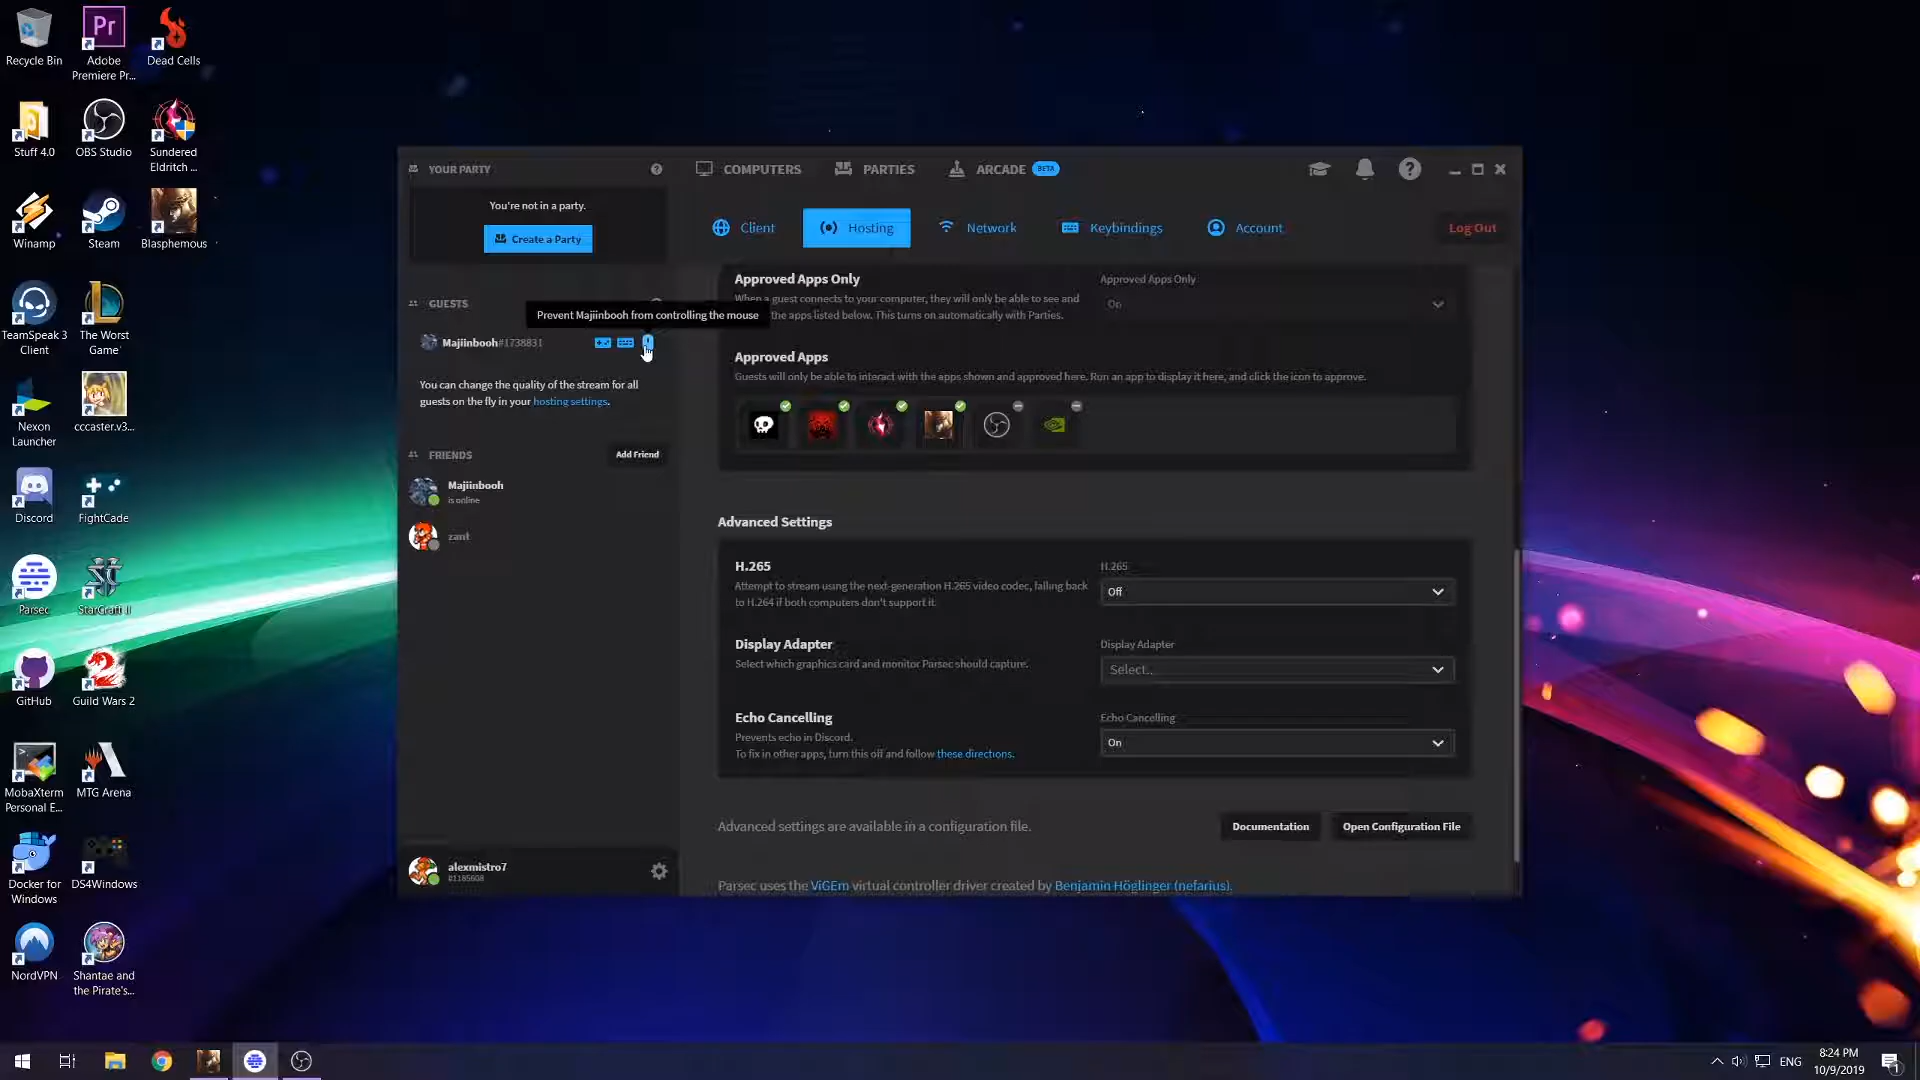 Recycle Bin
Adobe
Premiere Pr...
Dead Cells
Stuff 4.0
OBS Studio
Sundered
Eldritch ...
Winamp
Steam
Blasphemous
TeamSpeak 3
Client
The Worst
Game'
Nexon
Launcher
cccaster.v3...
Discord
FightCade
Parsec
StarGraft II
GitHub
Guild Wars 2
MobaXterm
Personal E...
MTG Arena
Docker for
Windows
DS4Windows
NordVPN
Shantae and
the Pirate's...
YOUR PARTY
COMPUTERS
PARTIES
ARCADE
BETA
You're not in a party.
Create a Party
Client
Hosting
Network
Keybindings
Account
Log Out
GUESTS
Prevent Majiinbooh from controlling the mouse
Majiinbooh#1738831
You can change the quality of the stream for all
guests on the fly in your hosting settings.
FRIENDS
Add Friend
Majiinbooh
is online
zant
alexmistro7
#1185608
Approved Apps Only
When a guest connects to your computer, they will only be able to see and
the apps listed below. This turns on automatically with Parties.
Approved Apps Only
On
Approved Apps
Guests will only be able to interact with the apps shown and approved here. Run an app to display it here, and click the icon to approve.
Advanced Settings
H.265
Attempt to stream using the next-generation H.265 video codec, falling back
to H.264 if both computers don't support it.
H.265
Off
Display Adapter
Select which graphics card and monitor Parsec should capture.
Display Adapter
Select..
Echo Cancelling
Prevents echo in Discord.
To fix in other apps, turn this off and follow these directions.
Echo Cancelling
On
Advanced settings are available in a configuration file.
Documentation
Open Configuration File
Parsec uses the ViGEm virtual controller driver created by Benjamin Höglinger (nefarius).
ENG
8:24 PM
10/9/2019
1